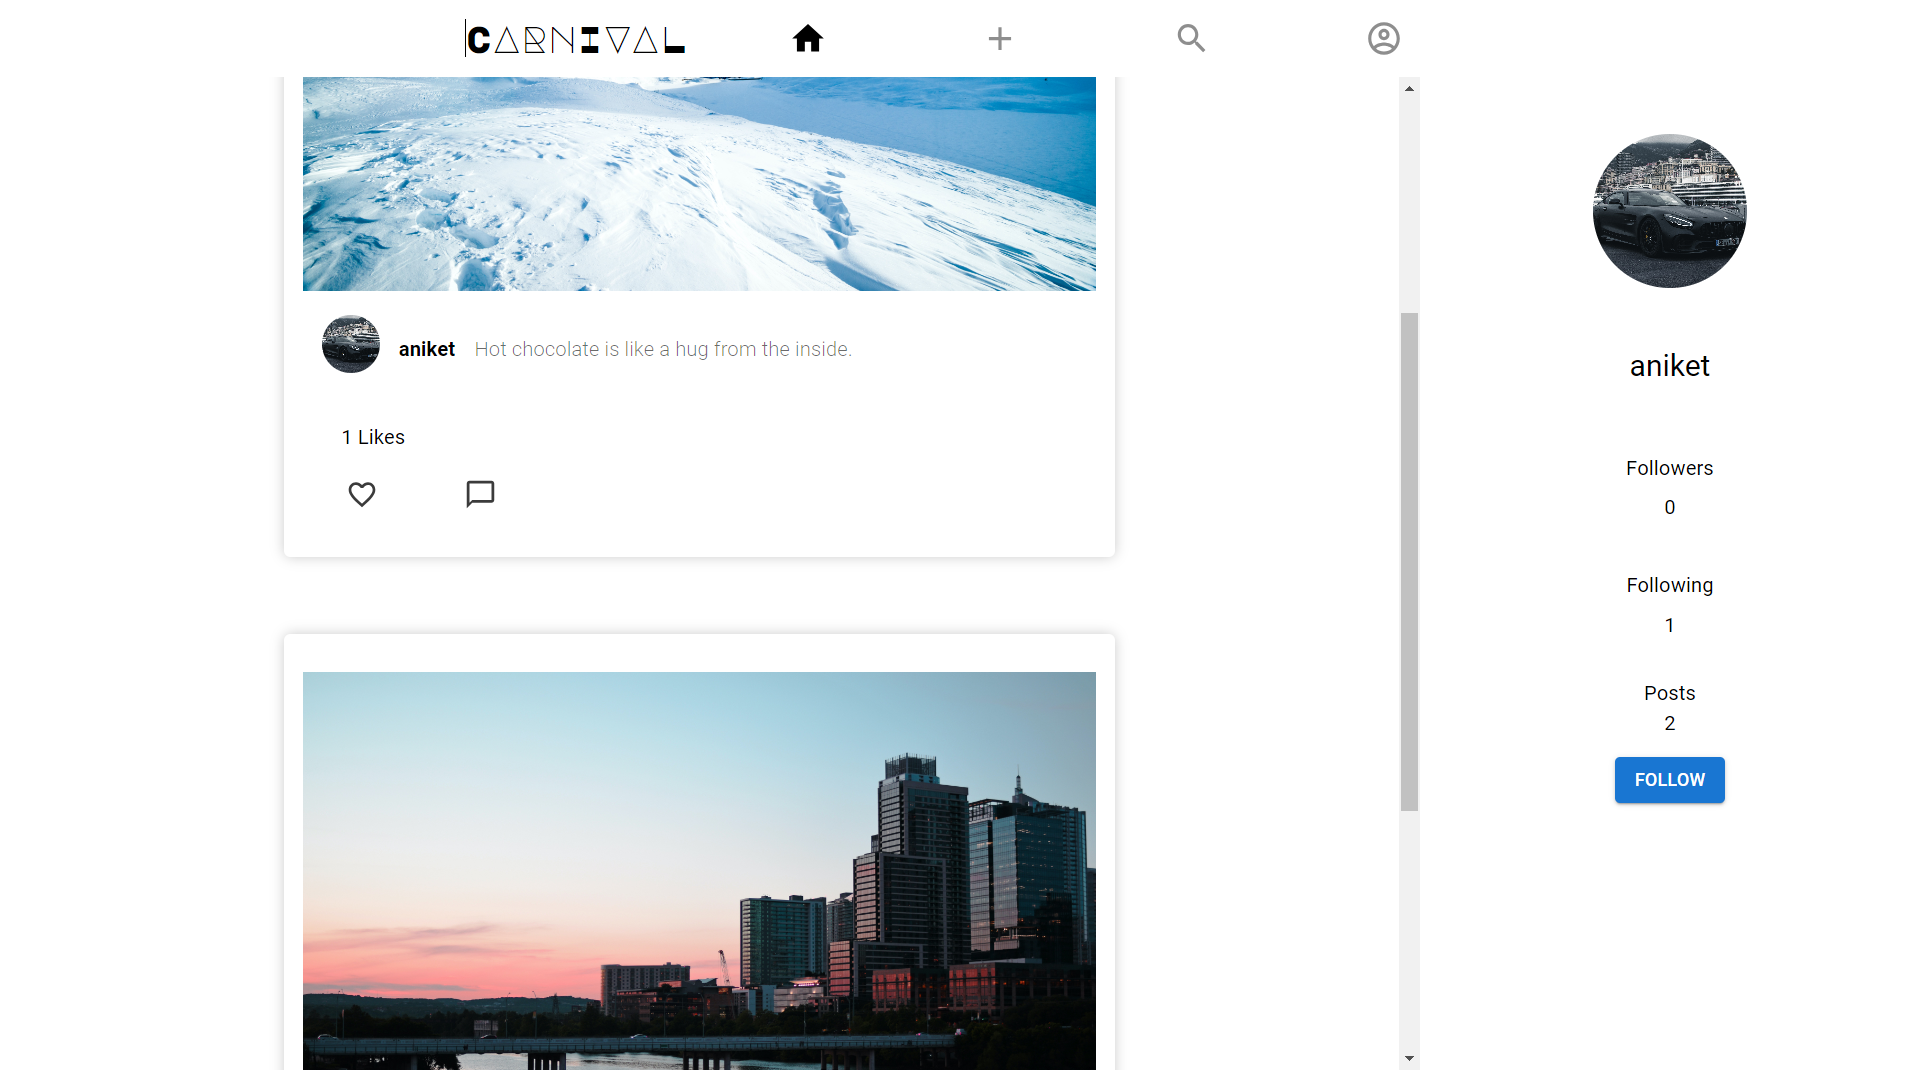 CARNIVAL
aniket Hot chocolate is like a hug from the inside.
1 Likes
aniket
Followers
0
Following
1
Posts
2
FOLLOW